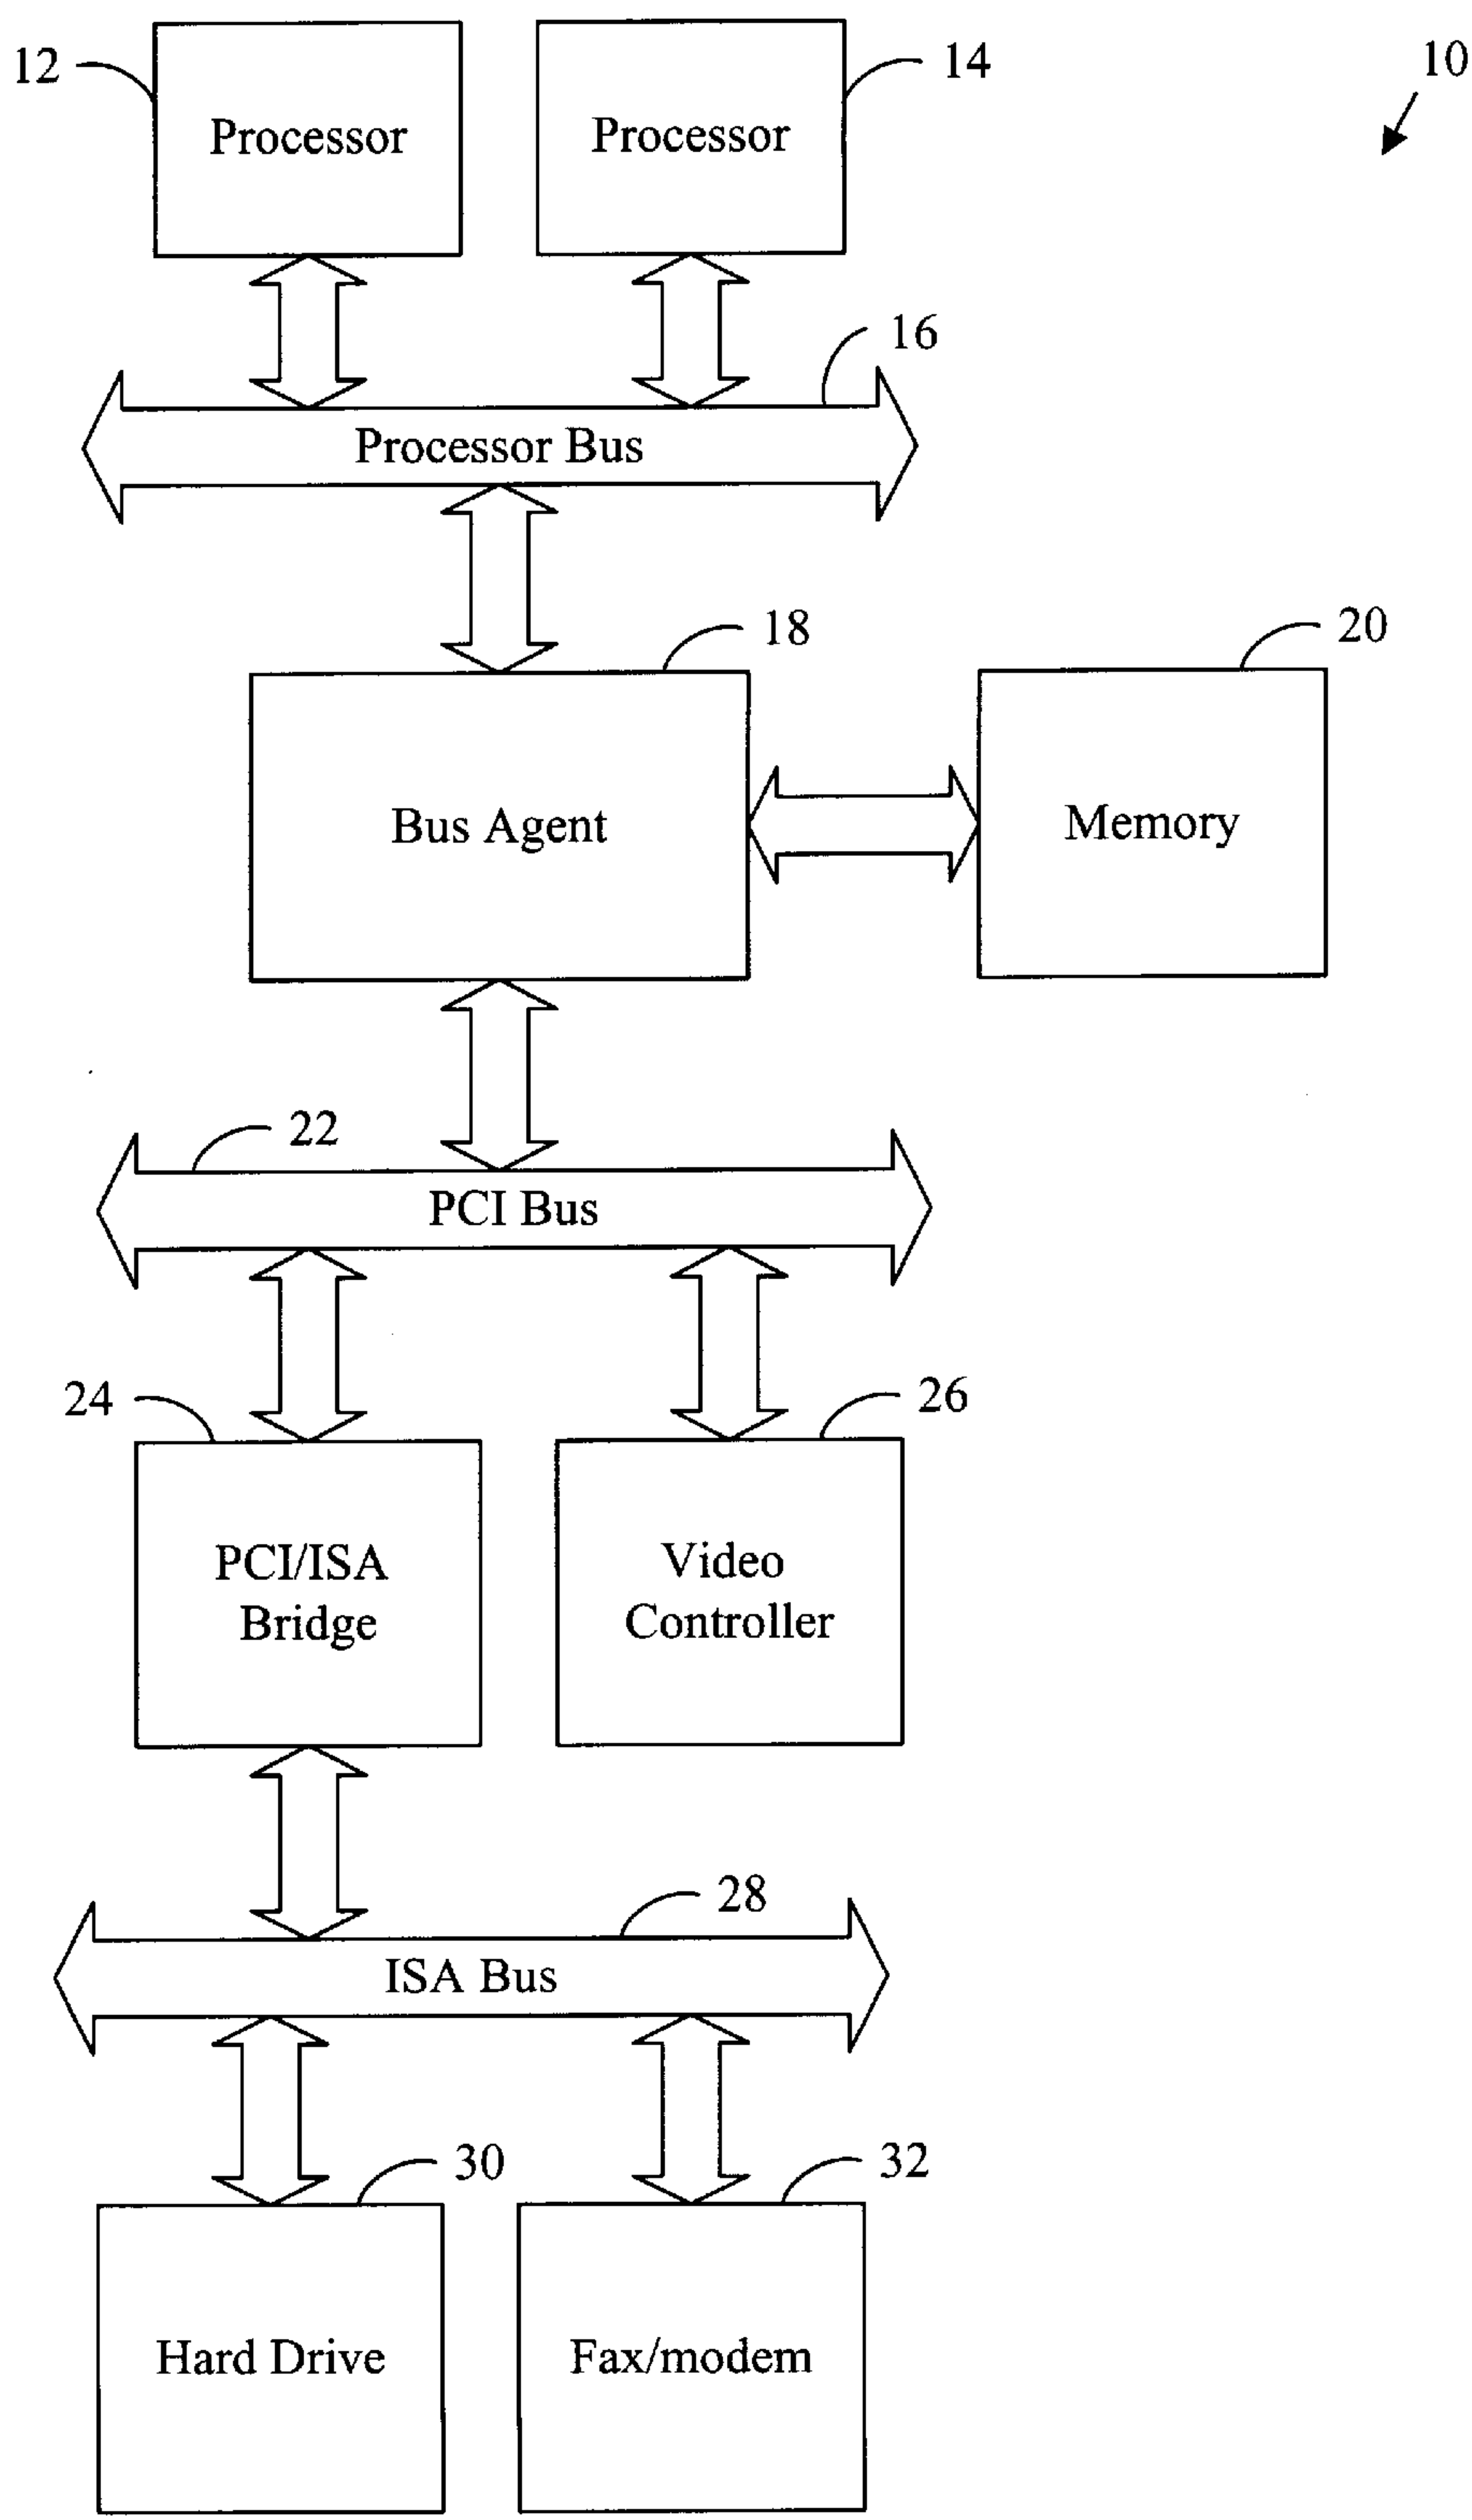 12
Processor
Processor
14
10
16
Processor Bus
18
20
Bus Agent
Memory
22
PCI Bus
24
26
PCI/ISA
Bridge
Video
Controller
28
ISA Bus
30
32
Hard Drive
Fax/modem